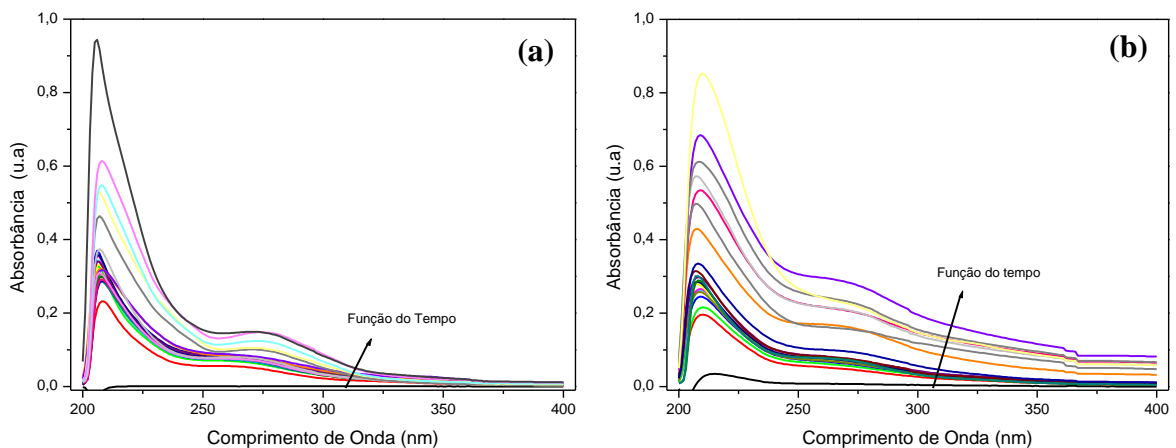 (a)
1,0
0,8
0,6
0,4
0,2
0,0
Absorbância (u.a)
Função do Tempo
200
250
300
350
400
Comprimento de Onda (nm)
(b)
1,0
0,8
0,6
0,4
0,2
0,0
Absorbância (u.a)
Função do tempo
200
250
300
350
400
Comprimento de Onda (nm)